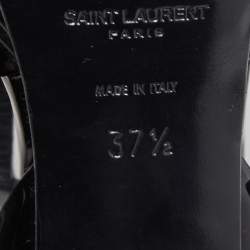 SAINT LAURENT
PARIS
MADE IN ITALY
37½